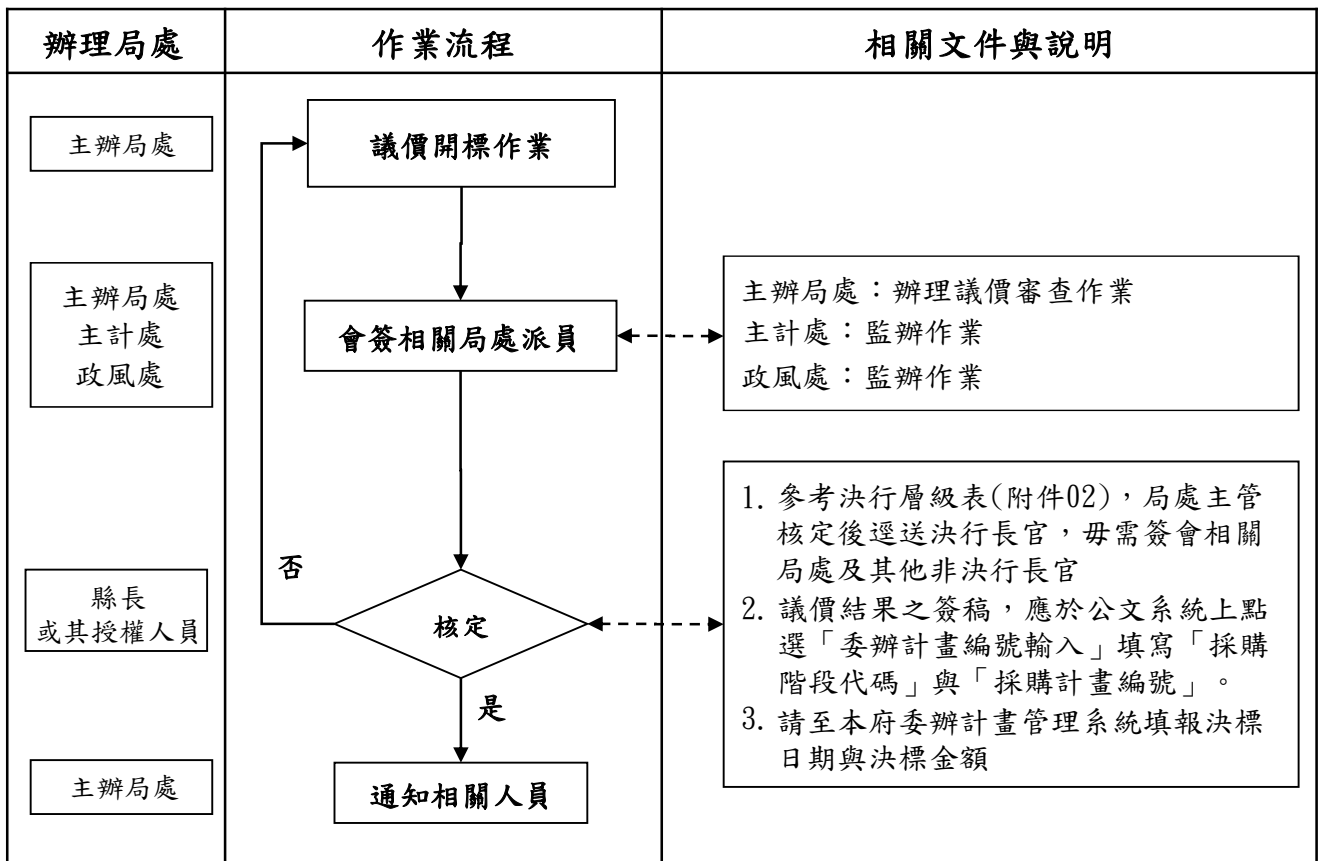 辦理局處
作業流程
相關文件與說明
主辦局處
議價開標作業
主辦局處
主計處
政風處
會簽相關局處派員
主辦局處：辦理議價審查作業
主計處：監辦作業
政風處：監辦作業
縣長
或其授權人員
否
核定
是
1. 參考決行層級表(附件02)，局處主管
核定後逕送決行長官，毋需簽會相關
局處及其他非決行長官
2. 議價結果之簽稿，應於公文系統上點
選「委辦計畫編號輸入」填寫「採購
階段代碼」與「採購計畫編號」。
3. 請至本府委辦計畫管理系統填報決標
日期與決標金額
主辦局處
通知相關人員